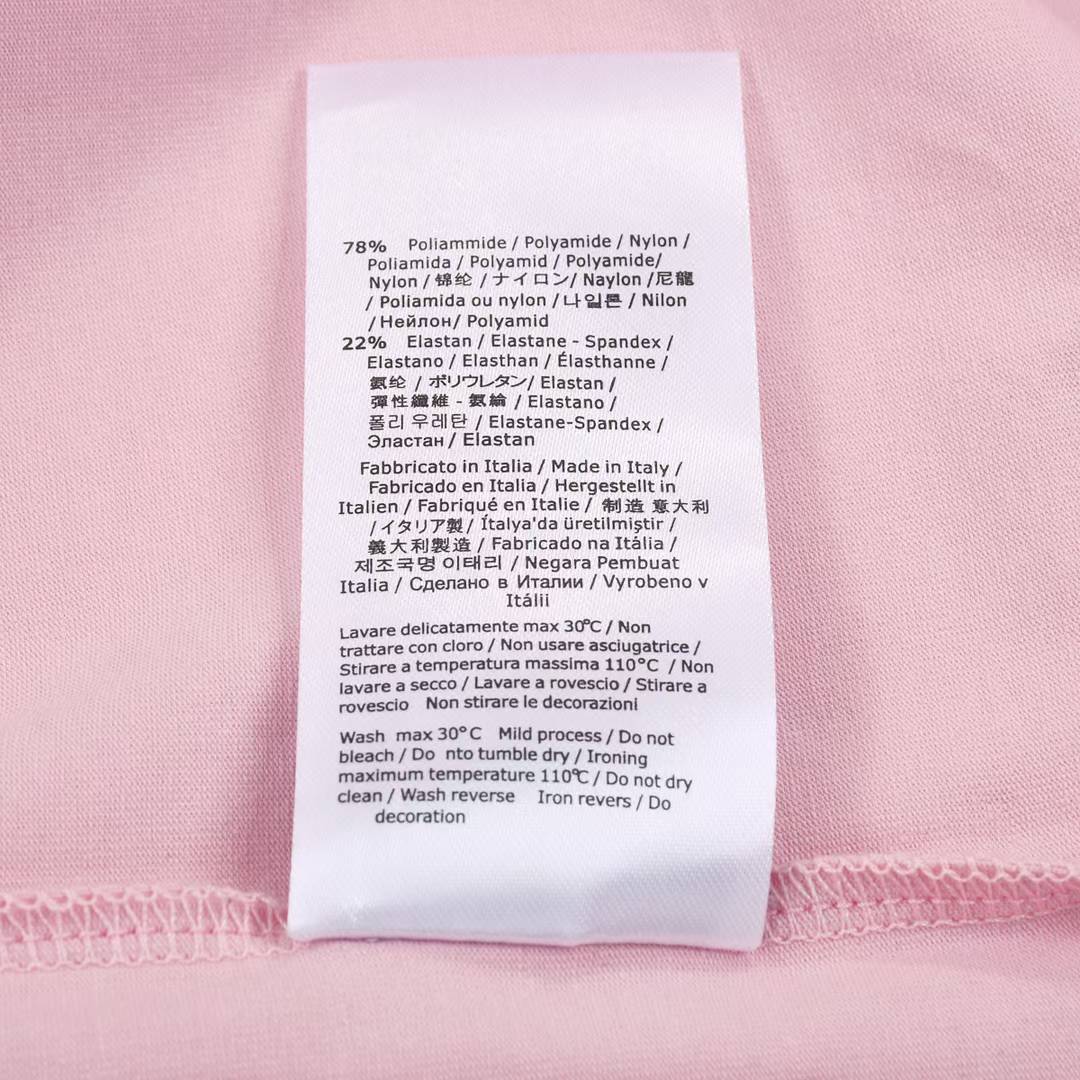 78% Poliammide / Polyamide / Nylon /
Poliamida / Polyamid / Polyamide/
Nylon / 锦纶 / ナイロン/ Naylon /尼龍
/ Poliamida ou nylon /나일론 / Nilon
/Нейлон/ Polyamid
22% Elastan / Elastane - Spandex /
Elastano / Elasthan / Élasthanne /
氨纶 / ポリウレタン/ Elastan /
彈性纖維 - 氨綸 / Elastano /
폴리 우레탄 / Elastane-Spandex /
Эластан / Elastan
Fabbricato in Italia / Made in Italy /
Fabricado en Italia / Hergestellt in
Italien / Fabriqué en Italie / 制造 意大利
/イタリア製/ Ítalya'da üretilmiştir /
義大利製造 / Fabricado na Itália /
제조국명 이태리 / Negara Pembuat
Italia / Сделано в Италии / Vyrobeno v
Itálii
Lavare delicatamente max 30°C / Non
trattare con cloro / Non usare asciugatrice /
Stirare a temperatura massima 110°C / Non
lavare a secco / Lavare a rovescio / Stirare a
rovescio Non stirare le decorazioni
Wash max 30°C Mild process / Do not
bleach / Do nto tumble dry / Ironing
maximum temperature 110°C / Do not dry
clean / Wash reverse Iron revers / Do
decoration